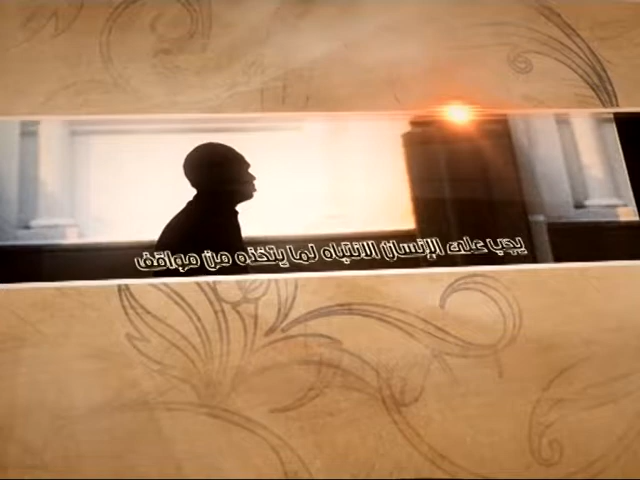 يجب على الإنسان الانتباه لما يتخذه من مواقف